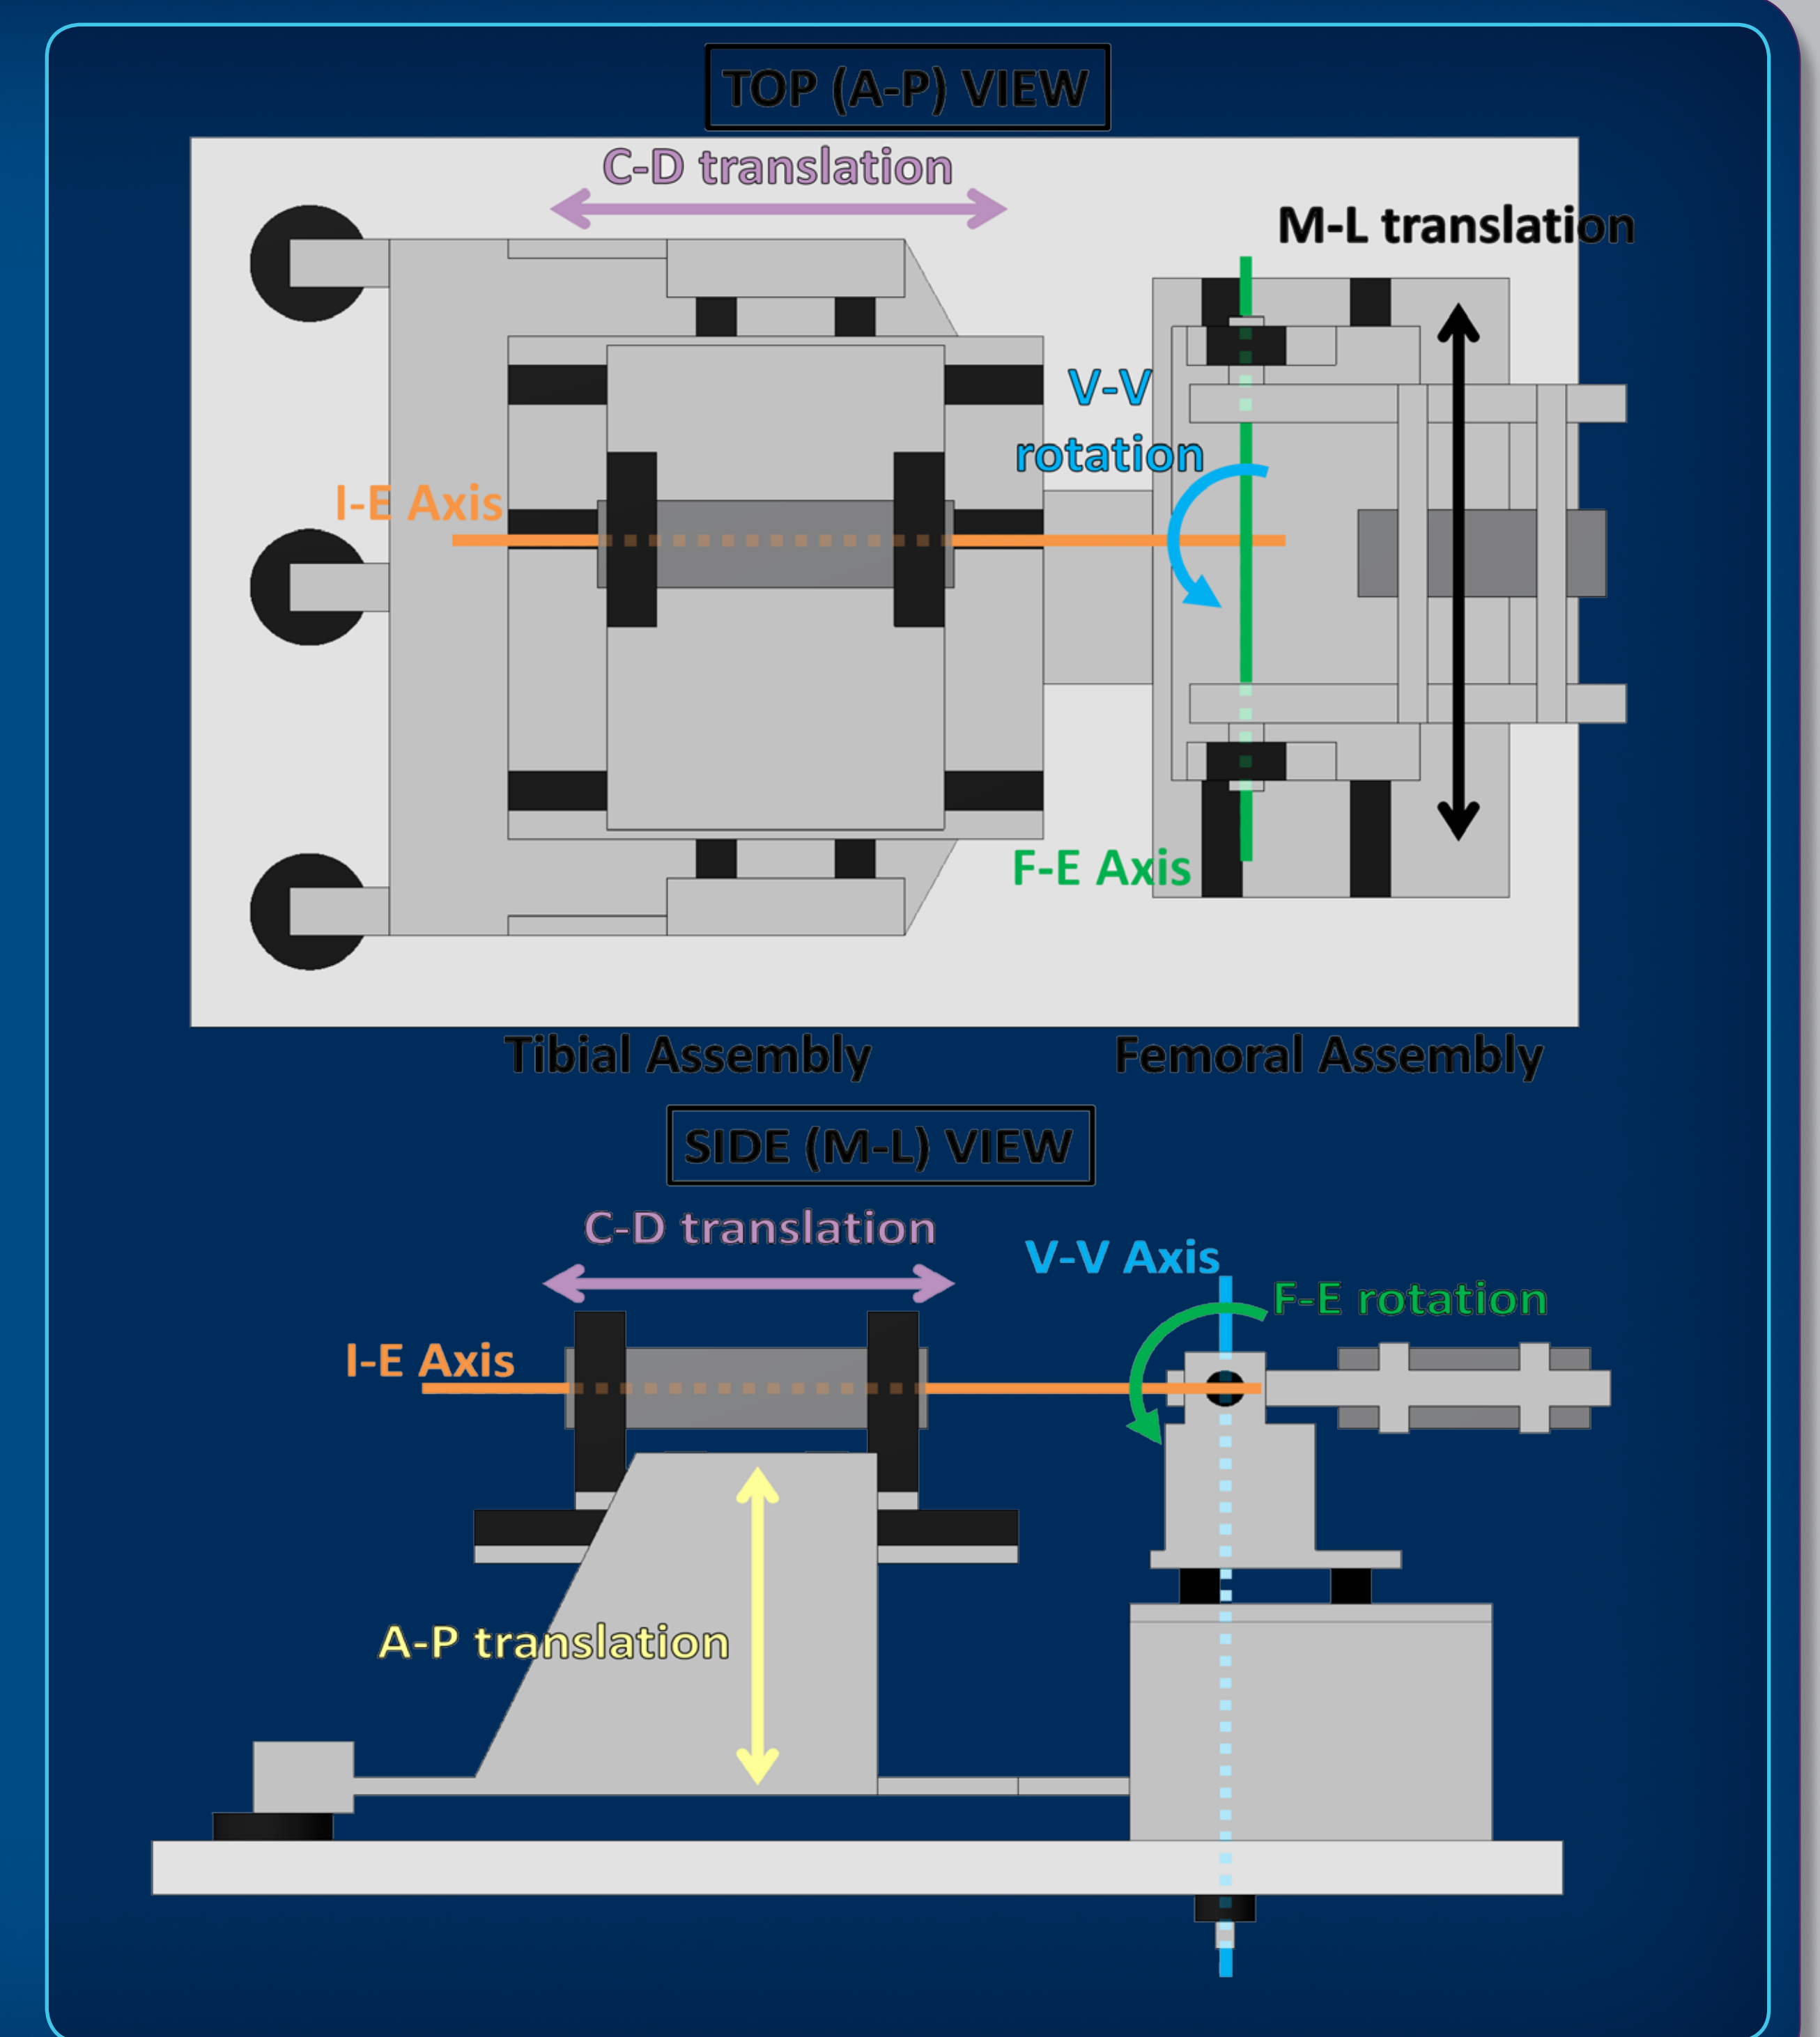 TOP (A-P) VIEW
C-D translation
M-L translation
V-V
rotation
I-E Axis
F-E Axis
Tibial Assembly
Femoral Assembly
SIDE (M-L) VIEW
C-D translation
V-V Axis
F-E rotation
I-E Axis
A-P translation